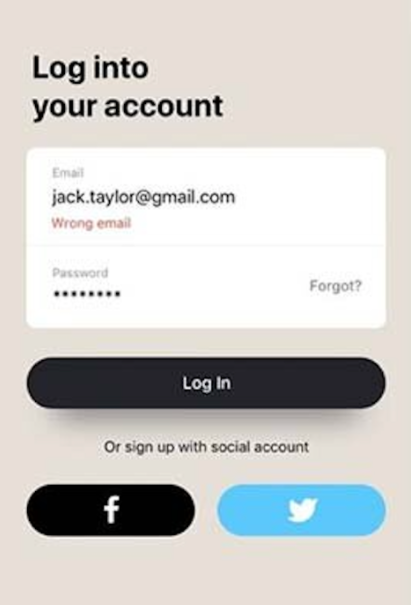 Log into
your account
Email
jack.taylor@gmail.com
Wrong email
Password
••••••••
Forgot?
Log In
Or sign up with social account